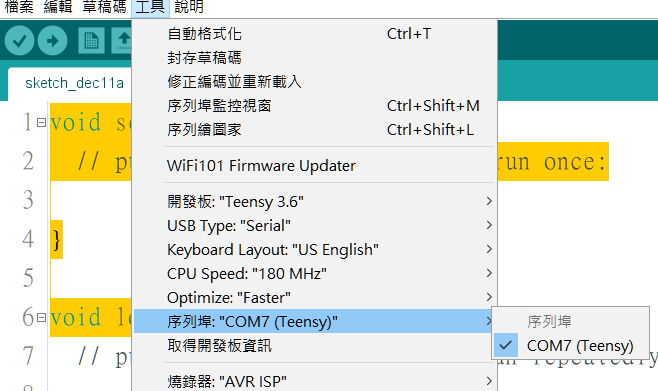 檔案 編輯 草稿碼 工具 說明
sketch_dec11a
自動格式化 Ctrl+T
封存草稿碼
修正編碼並重新載入
序列埠監控視窗 Ctrl+Shift+M
序列繪圖家 Ctrl+Shift+L
WiFi101 Firmware Updater
開發板: "Teensy 3.6"
USB Type: "Serial"
Keyboard Layout: "US English"
CPU Speed: "180 MHz"
Optimize: "Faster"
序列埠: "COM7 (Teensy)"
序列埠
COM7 (Teensy)
取得開發板資訊
燒錄器: "AVR ISP"
1 void s
2 // p run once:
3
4 }
5
6 void l
7 // p repeatedly